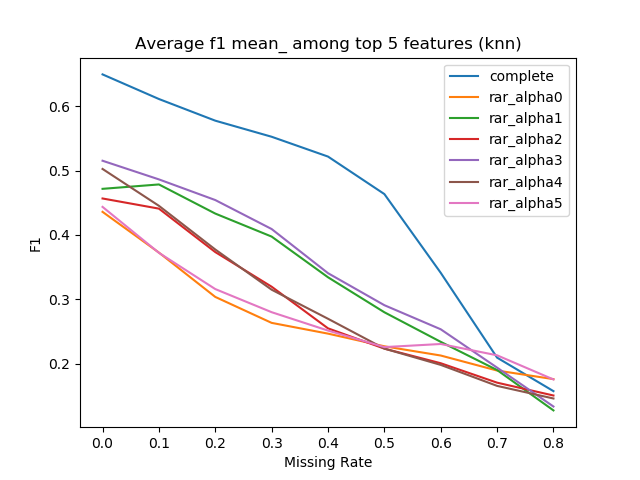 Average f1 mean_ among top 5 features (knn)
complete
rar_alpha0
rar_alpha1
rar_alpha2
rar_alpha3
rar_alpha4
rar_alpha5
F1
0.6
0.5
0.4
0.3
0.2
0.0 0.1 0.2 0.3 0.4 0.5 0.6 0.7 0.8
Missing Rate